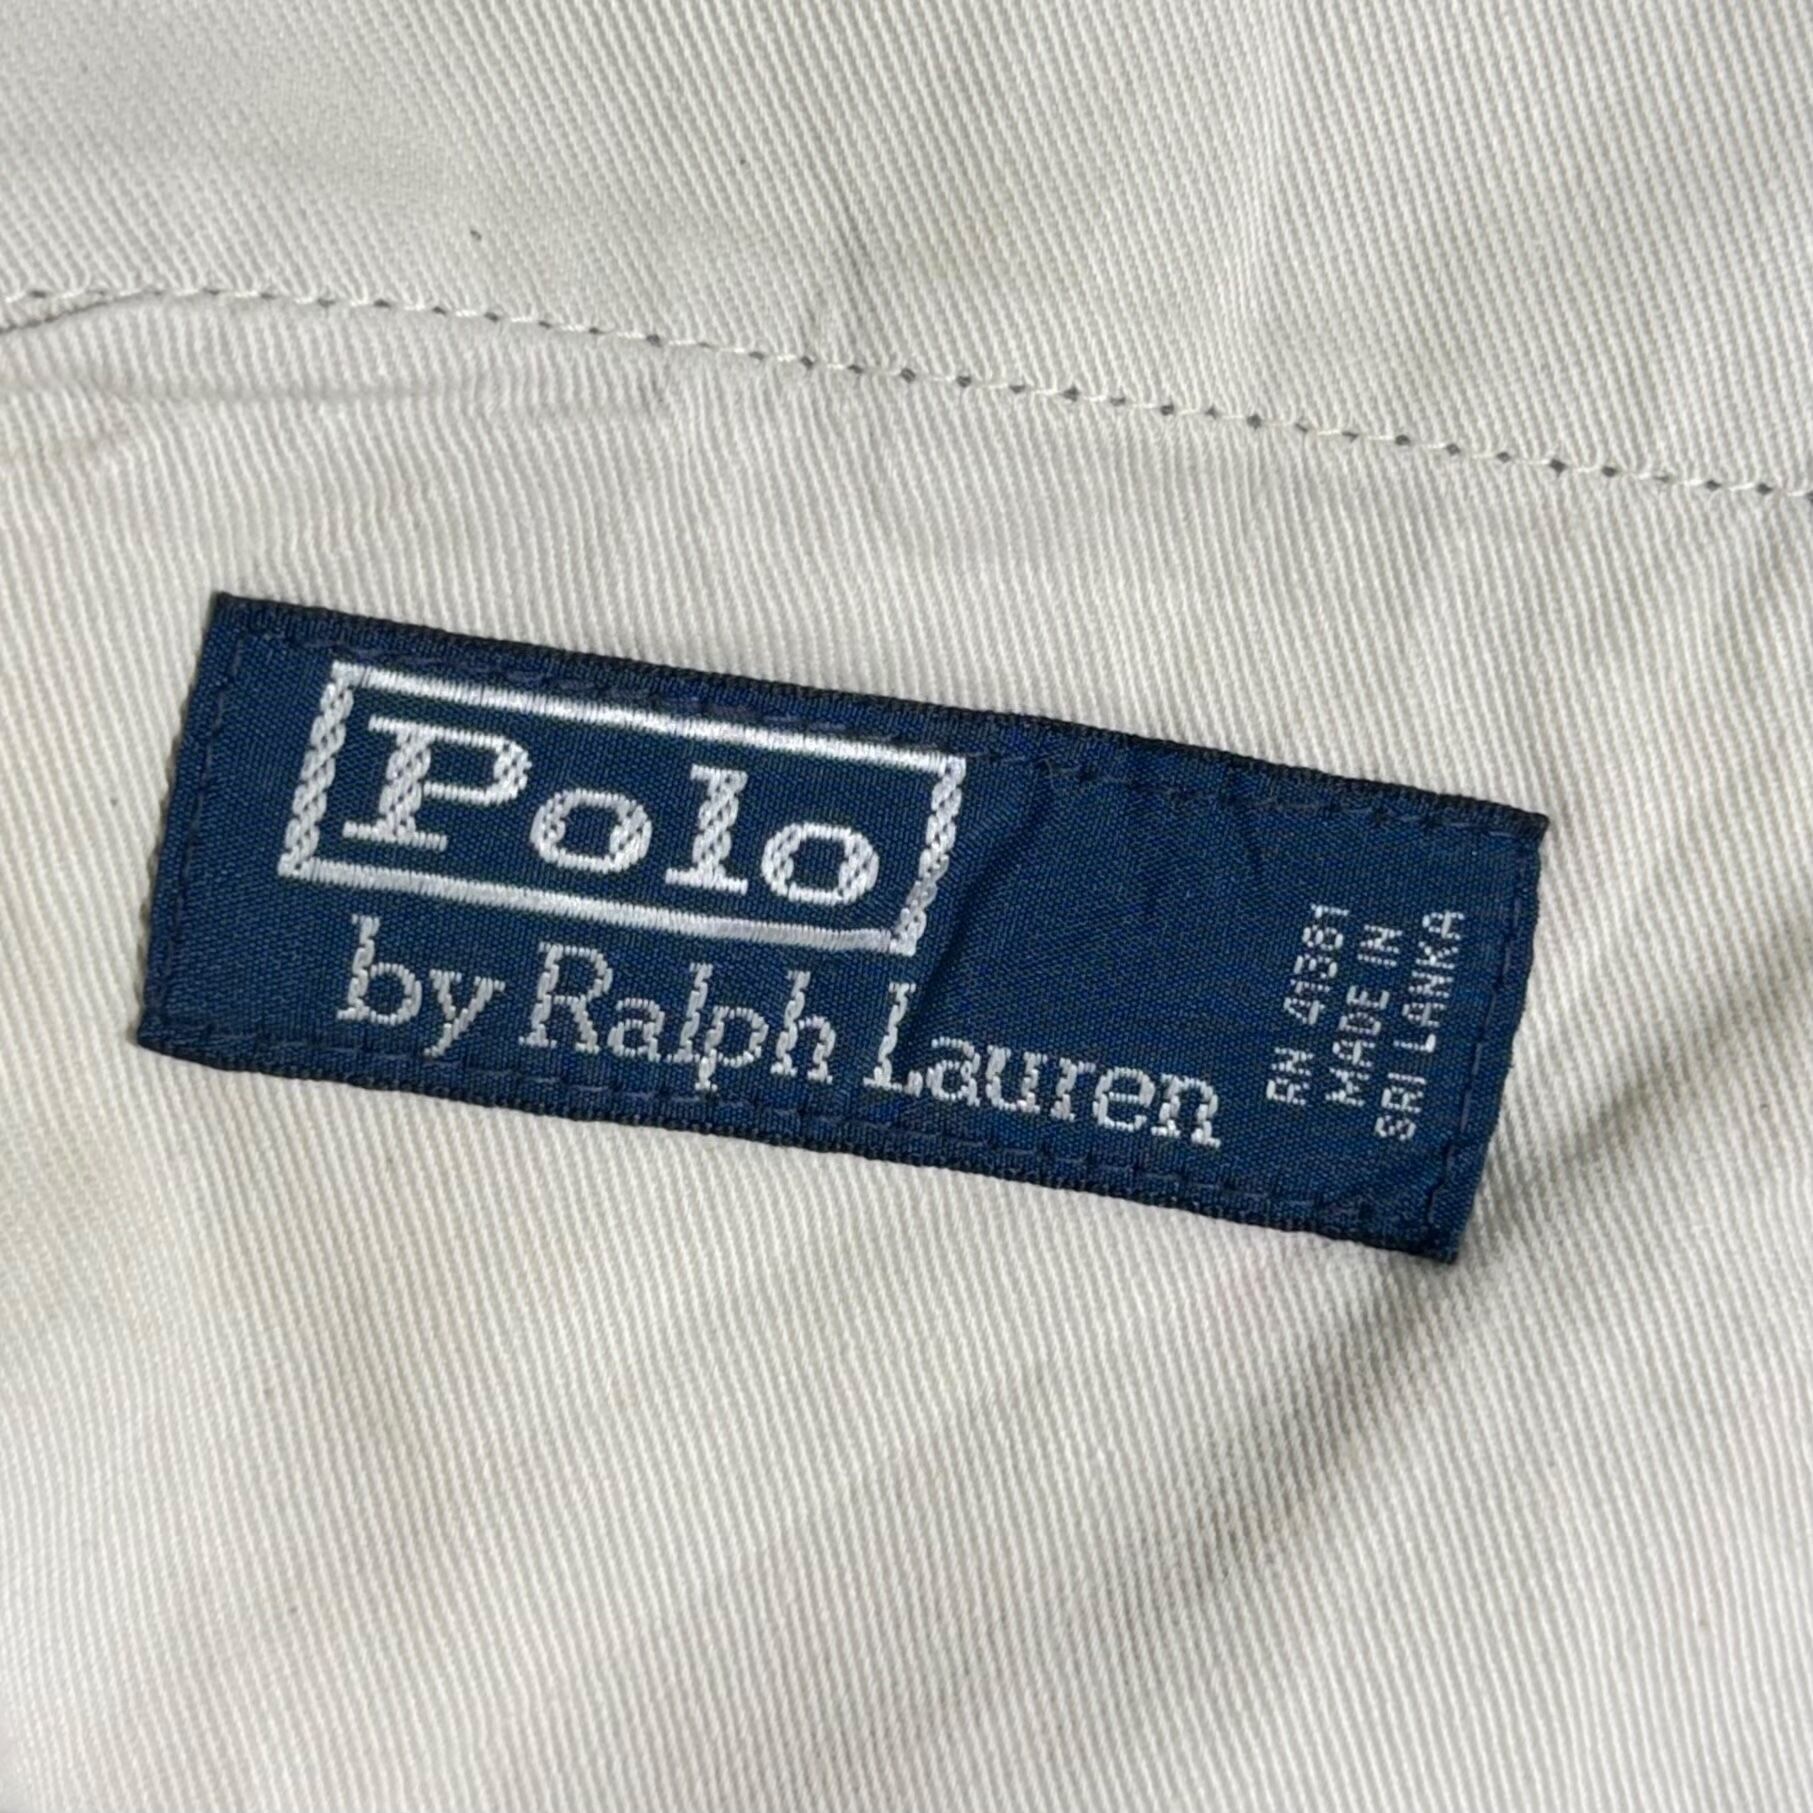 Polo
by Ralph Lauren
RN 41381
MADE IN
SRI LANKA